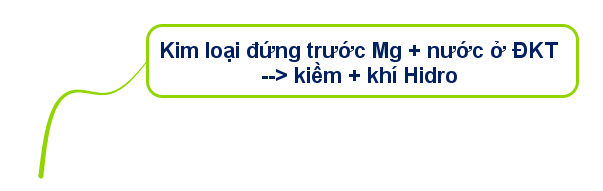 Kim loại đứng trước Mg + nước ở ĐKT
--> kiềm + khí Hidro